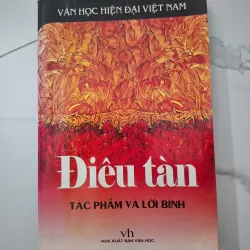 VĂN HỌC HIỆN ĐẠI VIỆT NAM
Điêu tàn
TÁC PHẨM VÀ LỜI BÌNH
vh
NHÀ XUẤT BẢN VĂN HỌC